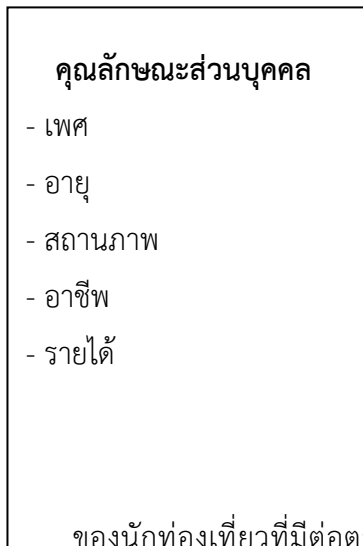 คุณลักษณะส่วนบุคคล
- เพศ
- อายุ
- สถานภาพ
- อาชีพ
- รายได้
ของนักท่องเที่ยวที่มีต่อต